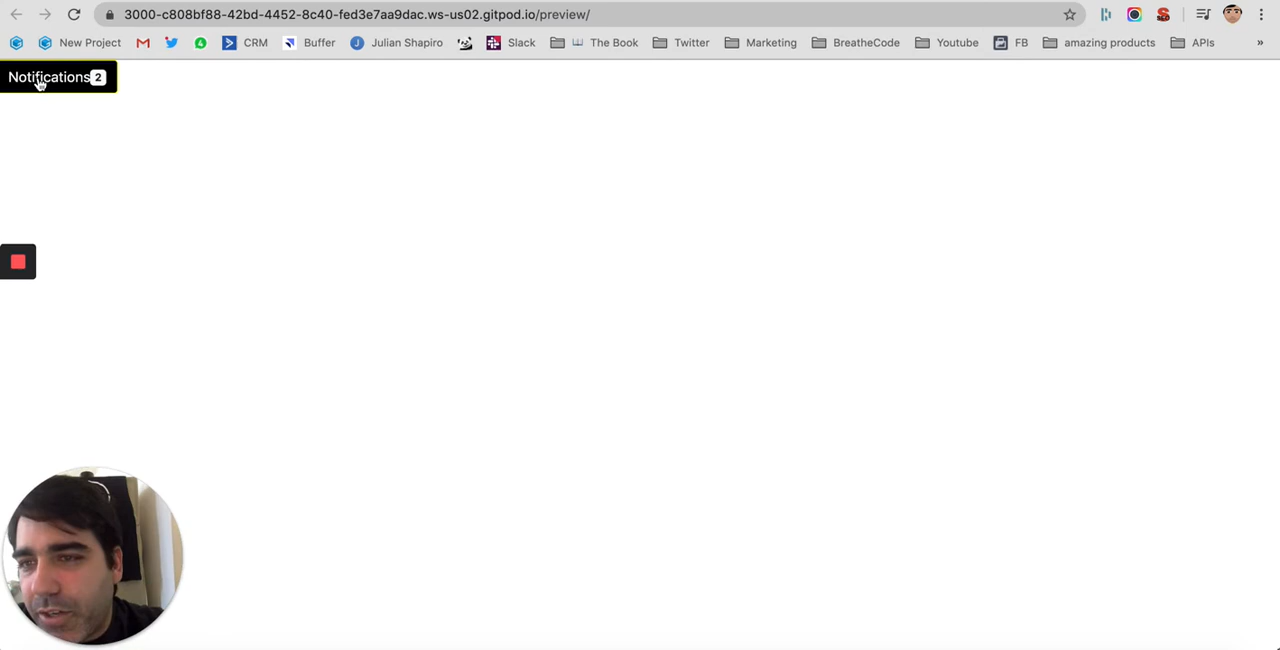 3000-c808bf88-42bd-4452-8c40-fed3e7aa9dac.ws-us02.gitpod.io/preview/
New Project CRM Buffer Julian Shapiro Slack The Book Twitter Marketing BreatheCode Youtube FB amazing products APIs »
Notifications 2